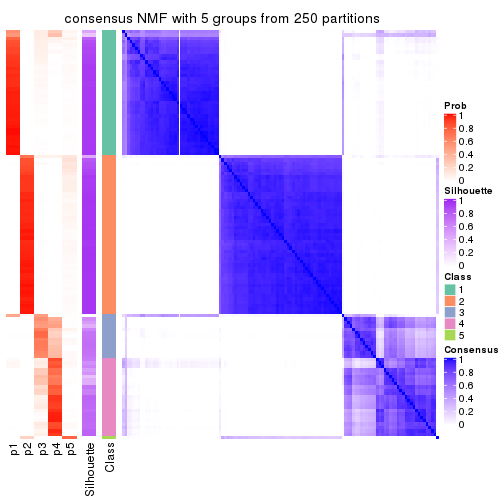 consensus NMF with 5 groups from 250 partitions
Prob
1
0.8
0.6
0.4
0.2
0
Silhouette
1
0.8
0.6
0.4
0.2
0
Class
1
2
3
4
5
Consensus
1
0.8
0.6
0.4
0.2
0
p1
p2
p3
p4
p5
Silhouette
Class